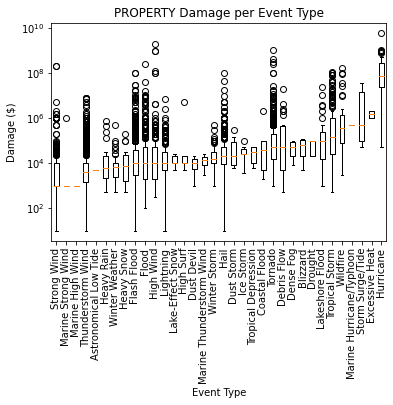 PROPERTY Damage per Event Type
10^10
10^8
10^6
10^4
10^2
Damage ($)
Strong Wind
Marine Strong Wind
Marine High Wind
Thunderstorm Wind
Astronomical Low Tide
Heavy Rain
Winter Weather
Heavy Snow
Flash Flood
Flood
High Wind
Lightning
Lake-Effect Snow
High Surf
Dust Devil
Marine Thunderstorm Wind
Winter Storm
Hail
Dust Storm
Ice Storm
Tropical Depression
Coastal Flood
Tornado
Debris Flow
Dense Fog
Blizzard
Drought
Lakeshore Flood
Tropical Storm
Wildfire
Marine Hurricane/Typhoon
Storm Surge/Tide
Excessive Heat
Hurricane
Event Type